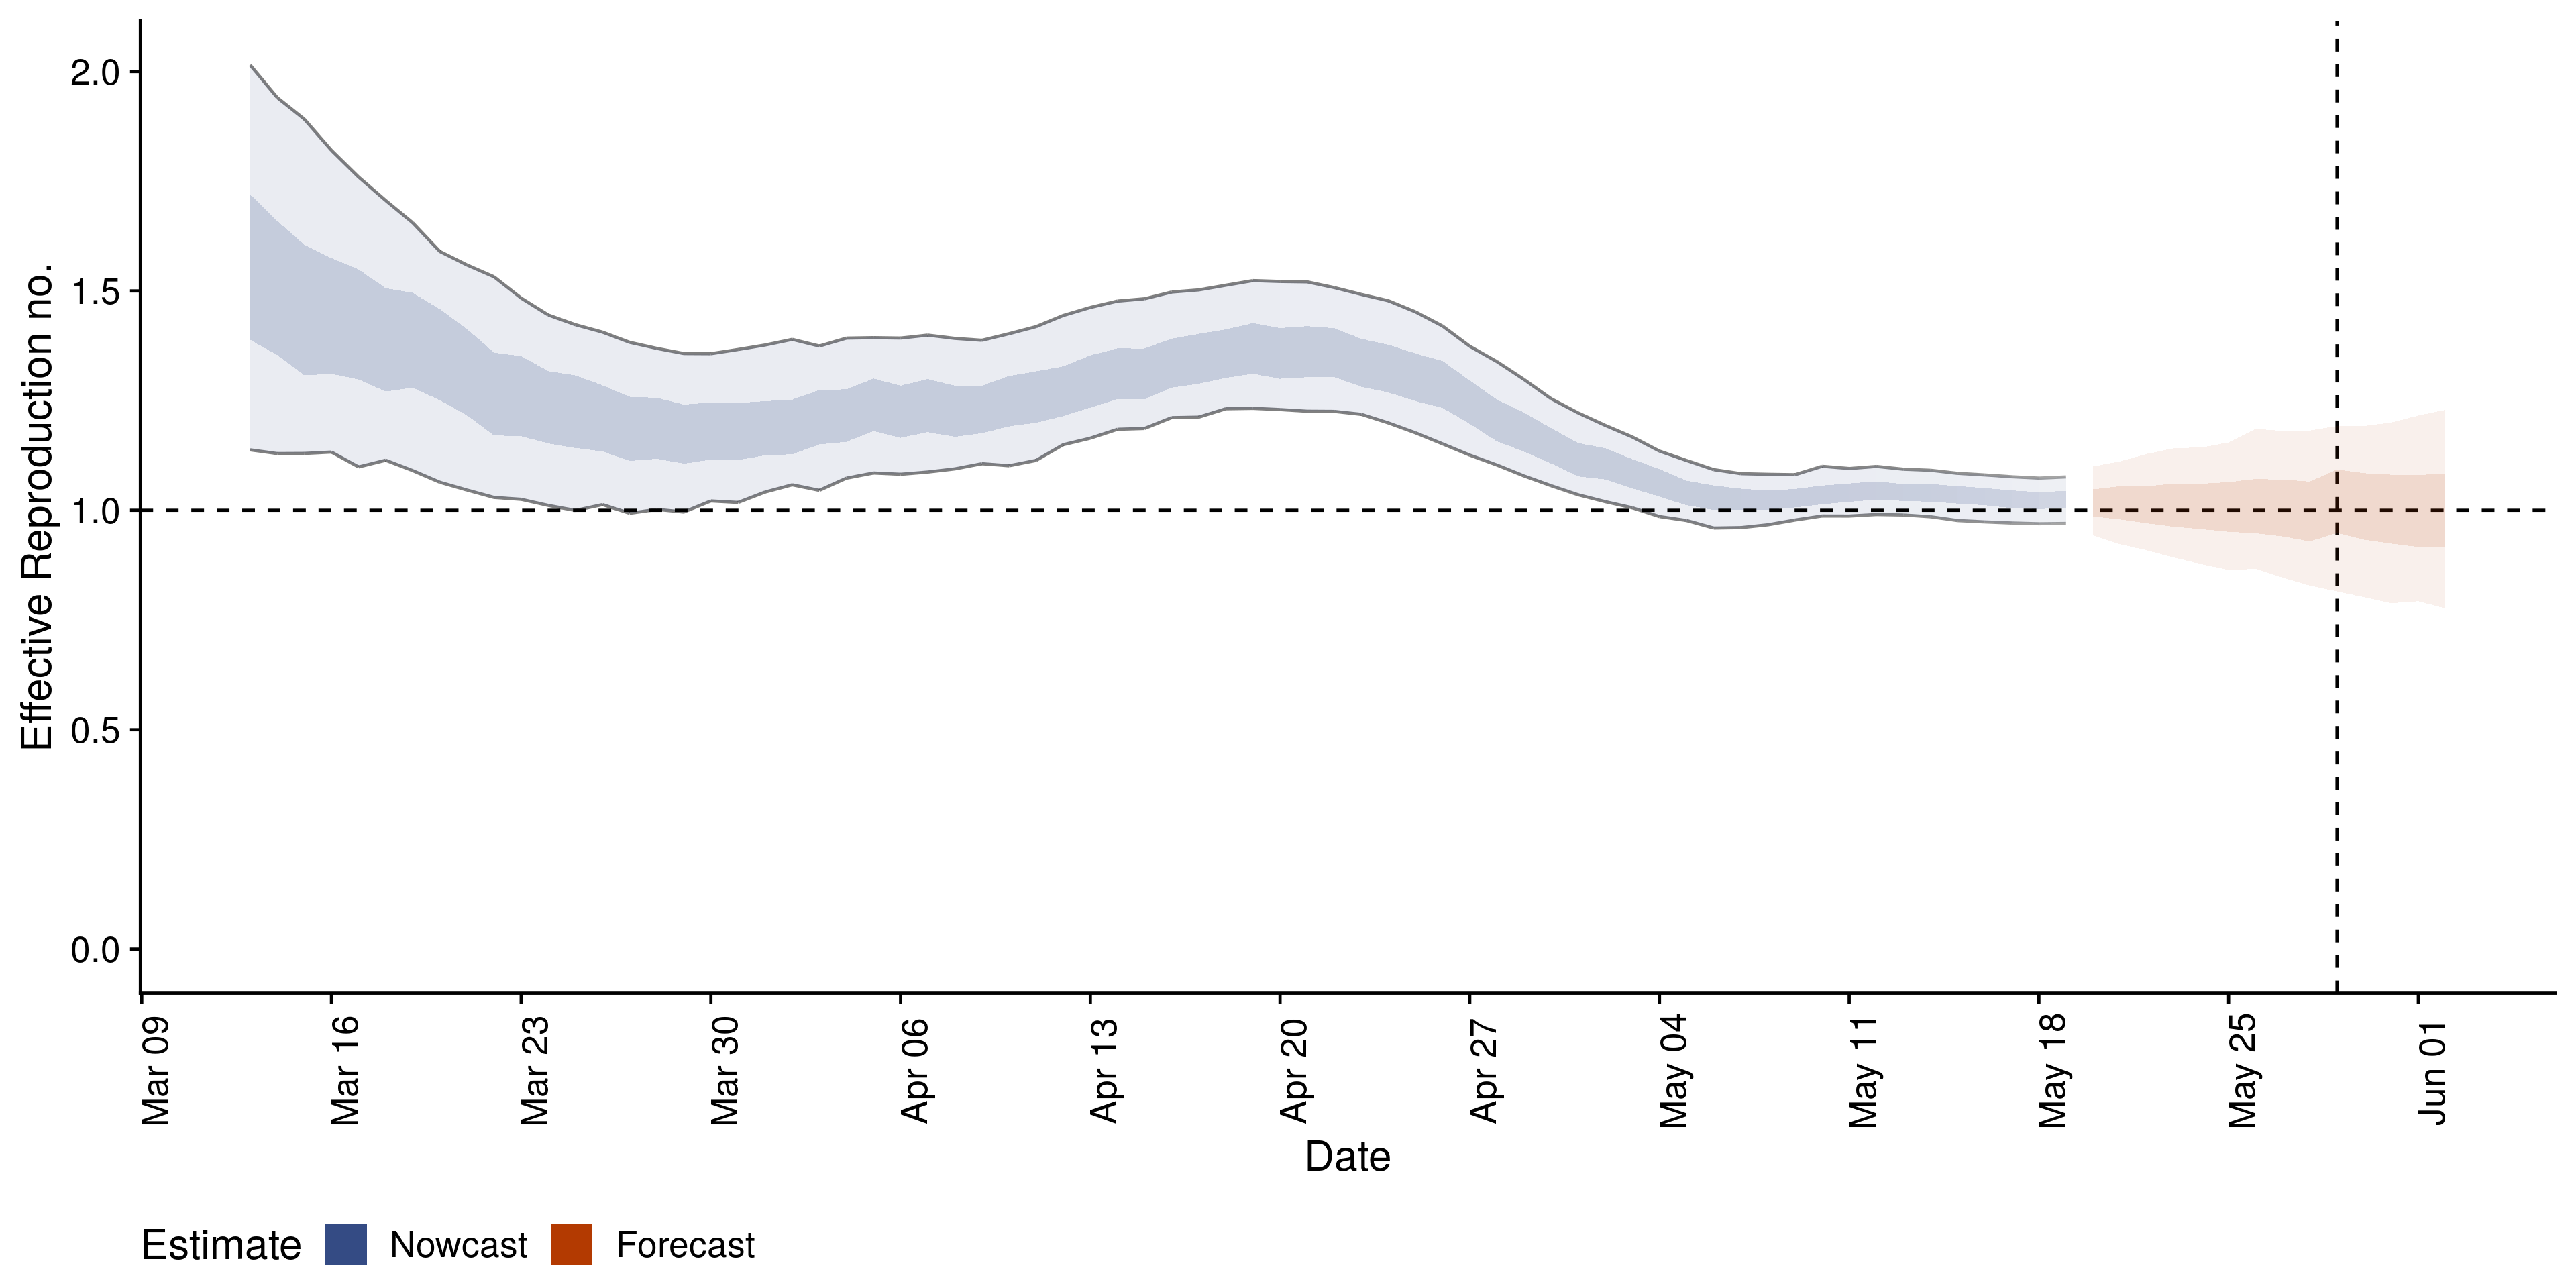 Effective Reproduction no.
2.0
1.5
1.0
0.5
0.0
Mar 09
Mar 16
Mar 23
Mar 30
Apr 06
Apr 13
Apr 20
Apr 27
May 04
May 11
May 18
May 25
Jun 01
Date
Estimate Nowcast Forecast